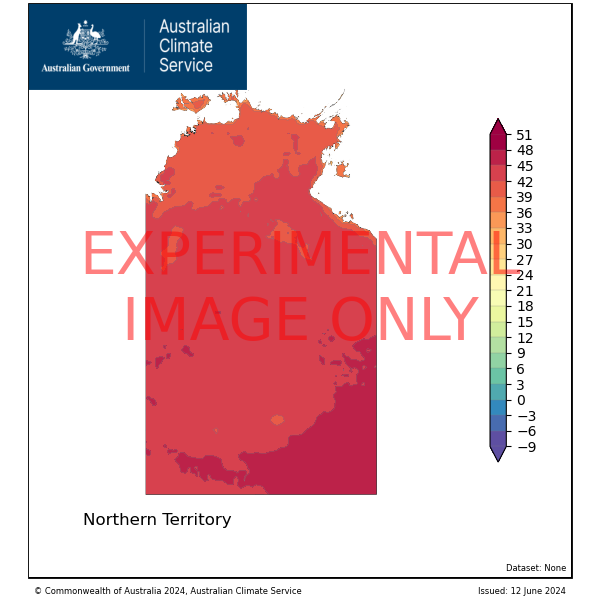 Australian Government
Australian
Climate
Service
51
48
45
42
39
36
33
30
27
24
21
18
15
12
9
6
3
0
−3
−6
−9
EXPERIMENTAL
IMAGE ONLY
Northern Territory
Dataset: None
© Commonwealth of Australia 2024, Australian Climate Service
Issued: 12 June 2024